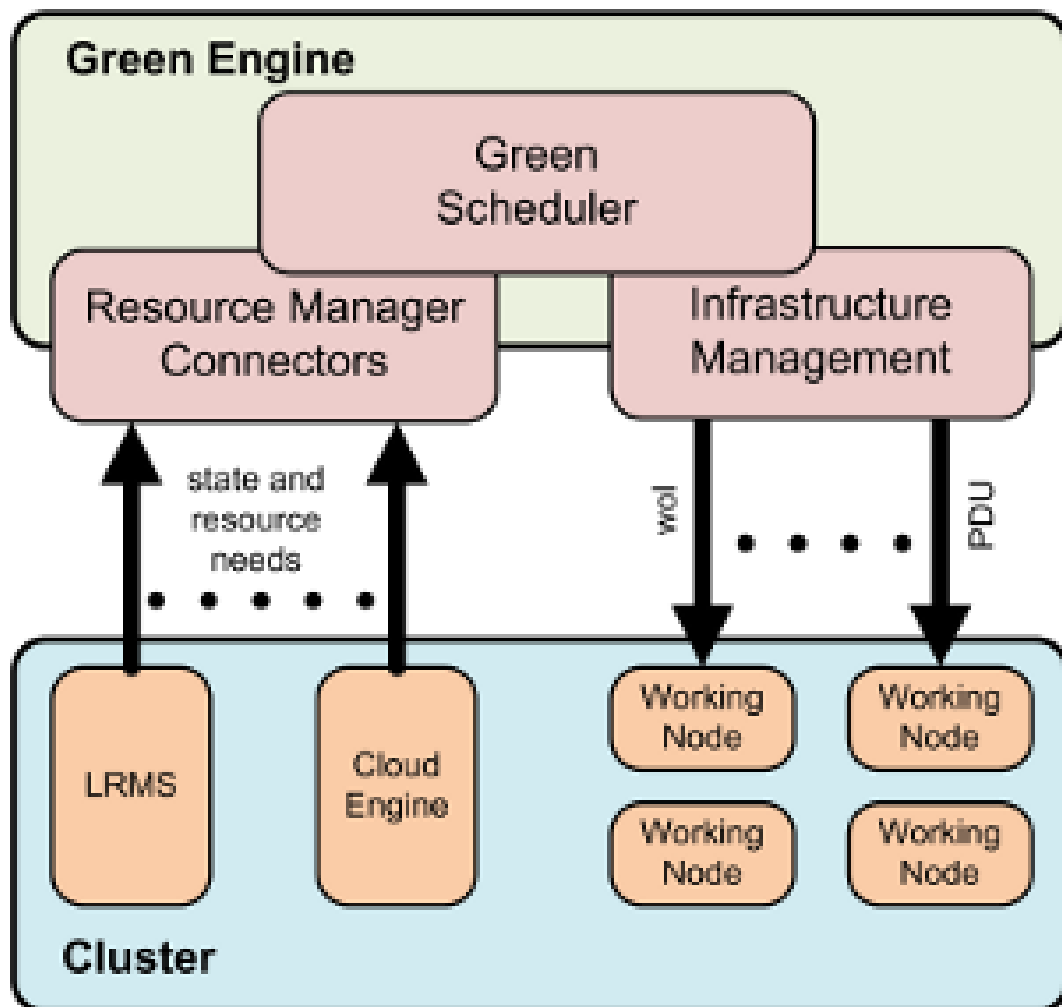 Green Engine
Green
Scheduler
Resource Manager
Connectors
Infrastructure
Management
state and
resource
needs
wol
PDU
LRMS
Cloud
Engine
Working
Node
Working
Node
Working
Node
Working
Node
Cluster